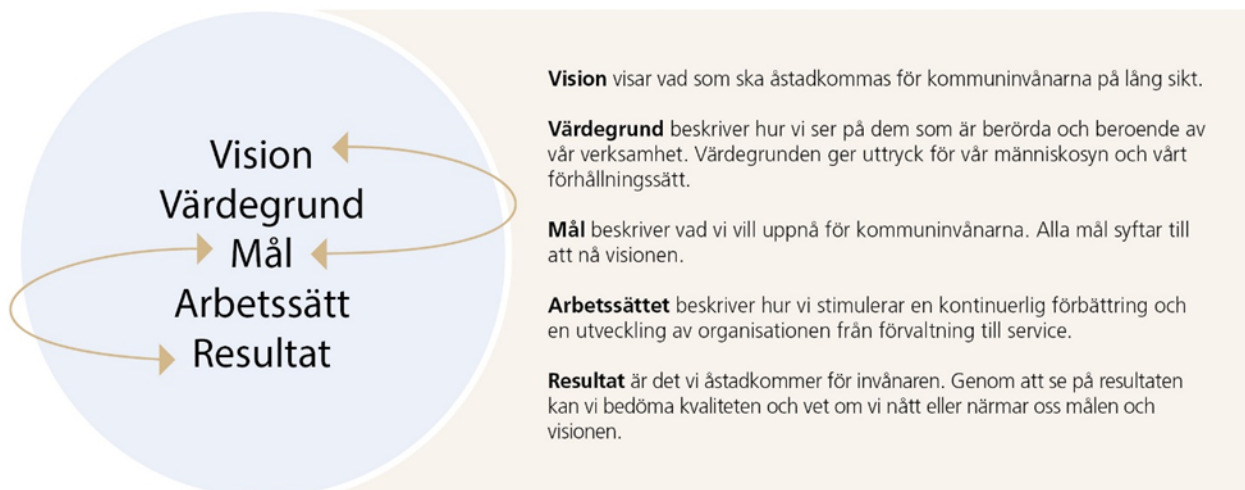 Vision
Värdegrund
Mål
Arbetssätt
Resultat
Vision visar vad som ska åstadkommas för kommuninvånarna på lång sikt.
Värdegrund beskriver hur vi ser på dem som är berörda och beroende av
vår verksamhet. Värdegrunden ger uttryck för vår människosyn och vårt
förhållningssätt.
Mål beskriver vad vi vill uppnå för kommuninvånarna. Alla mål syftar till
att nå visionen.
Arbetssättet beskriver hur vi stimulerar en kontinuerlig förbättring och
en utveckling av organisationen från förvaltning till service.
Resultat är det vi åstadkommer för invånaren. Genom att se på resultaten
kan vi bedöma kvaliteten och vet om vi nått eller närmar oss målen och
visionen.